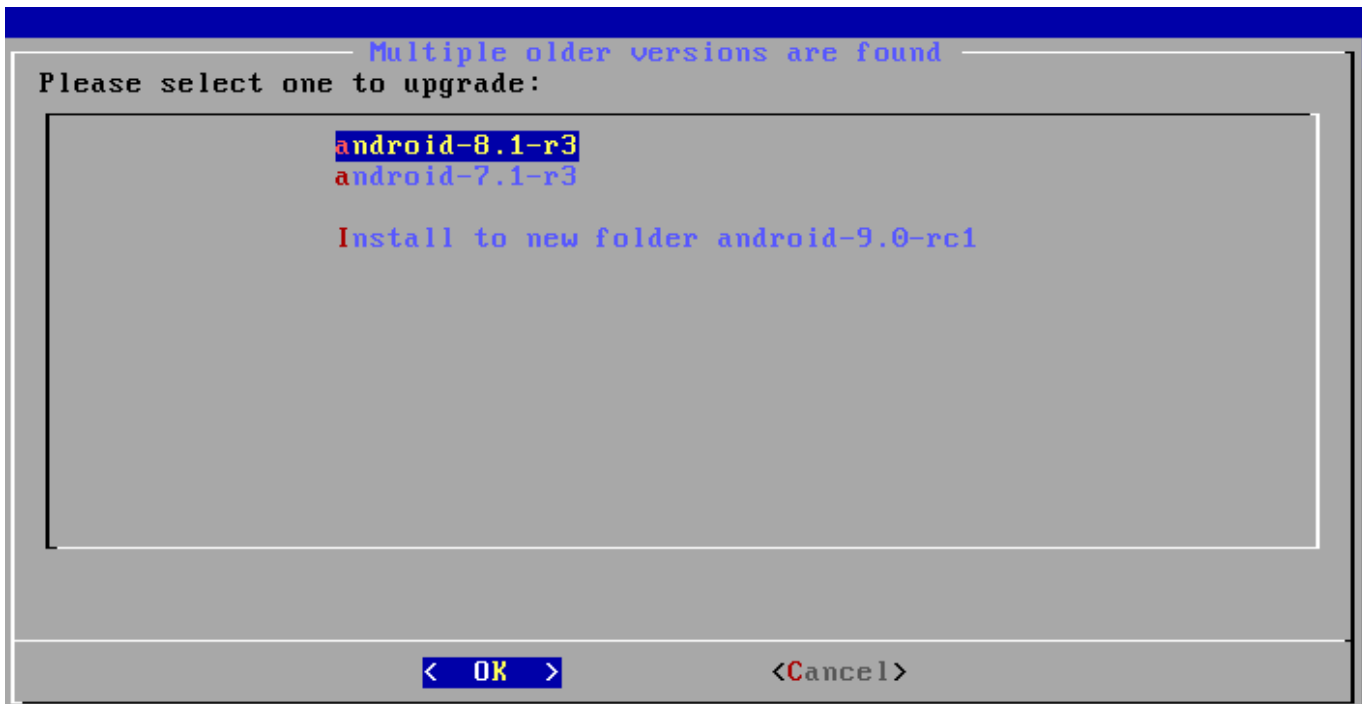 Multiple older versions are found
Please select one to upgrade:
android-8.1-r3
android-7.1-r3
Install to new folder android-9.0-rc1
< OK > <Cancel>